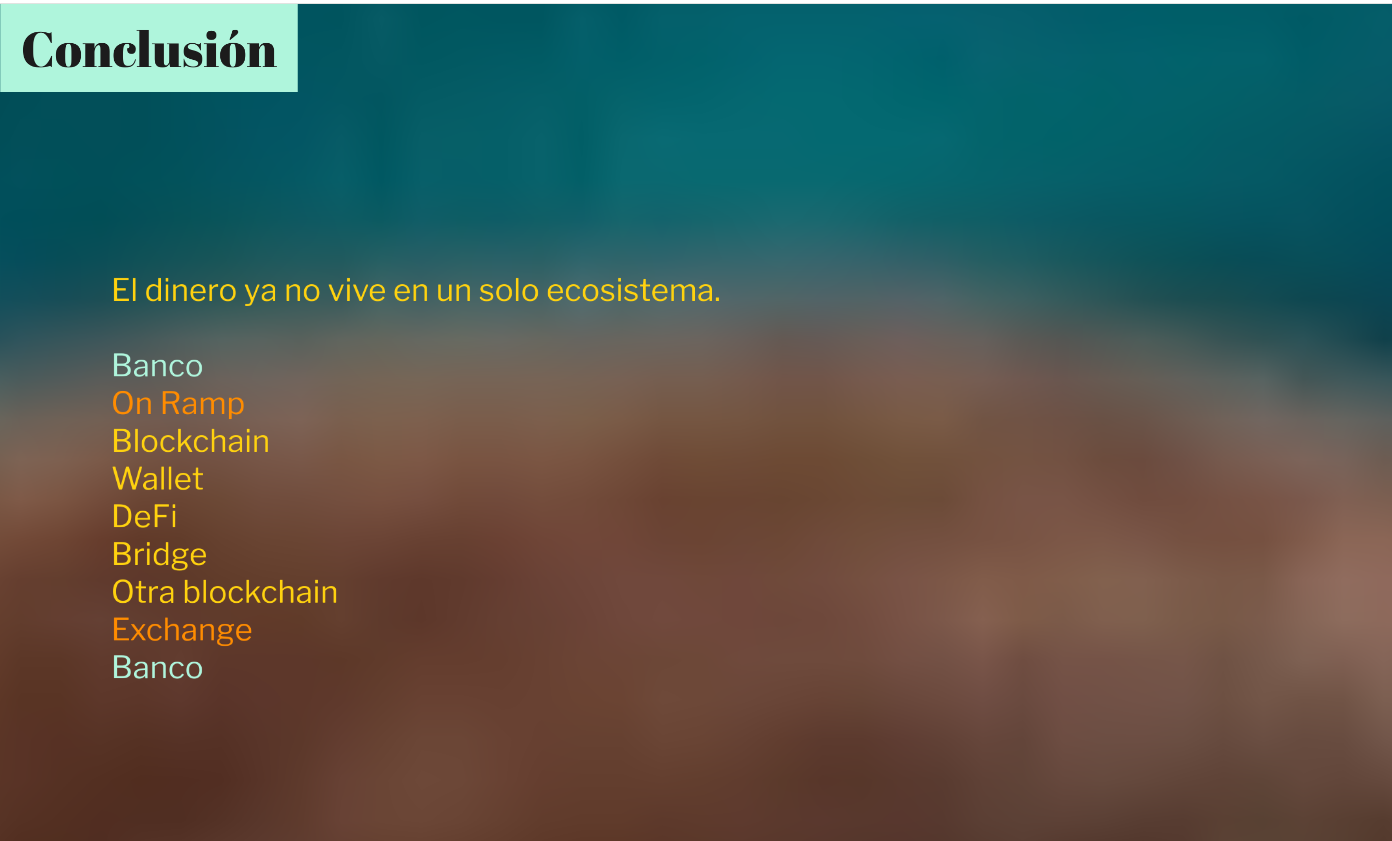 Conclusión
El dinero ya no vive en un solo ecosistema.
Banco
On Ramp
Blockchain
Wallet
DeFi
Bridge
Otra blockchain
Exchange
Banco